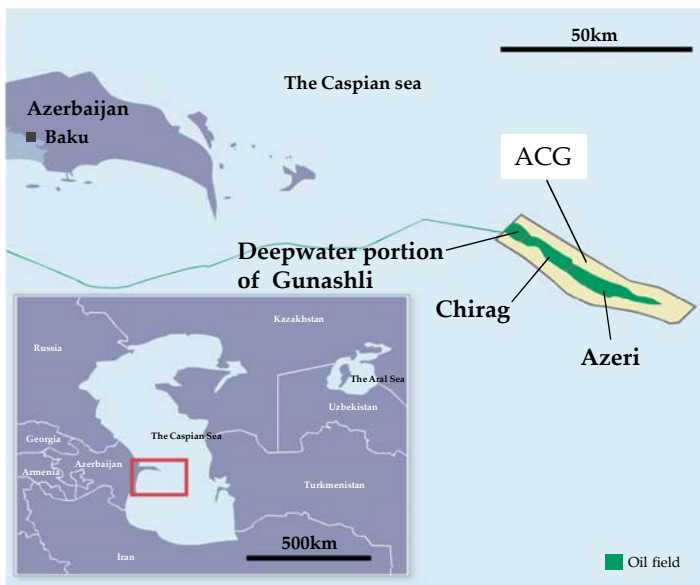 50km
The Caspian sea
Azerbaijan
Baku
ACG
Deepwater portion
of Gunashli
Chirag
Azeri
Kazakhstan
Russia
The Aral Sea
Uzbekistan
The Caspian Sea
Georgia
Armenia
Azerbaijan
Turkmenistan
Iran
500km
Oil field